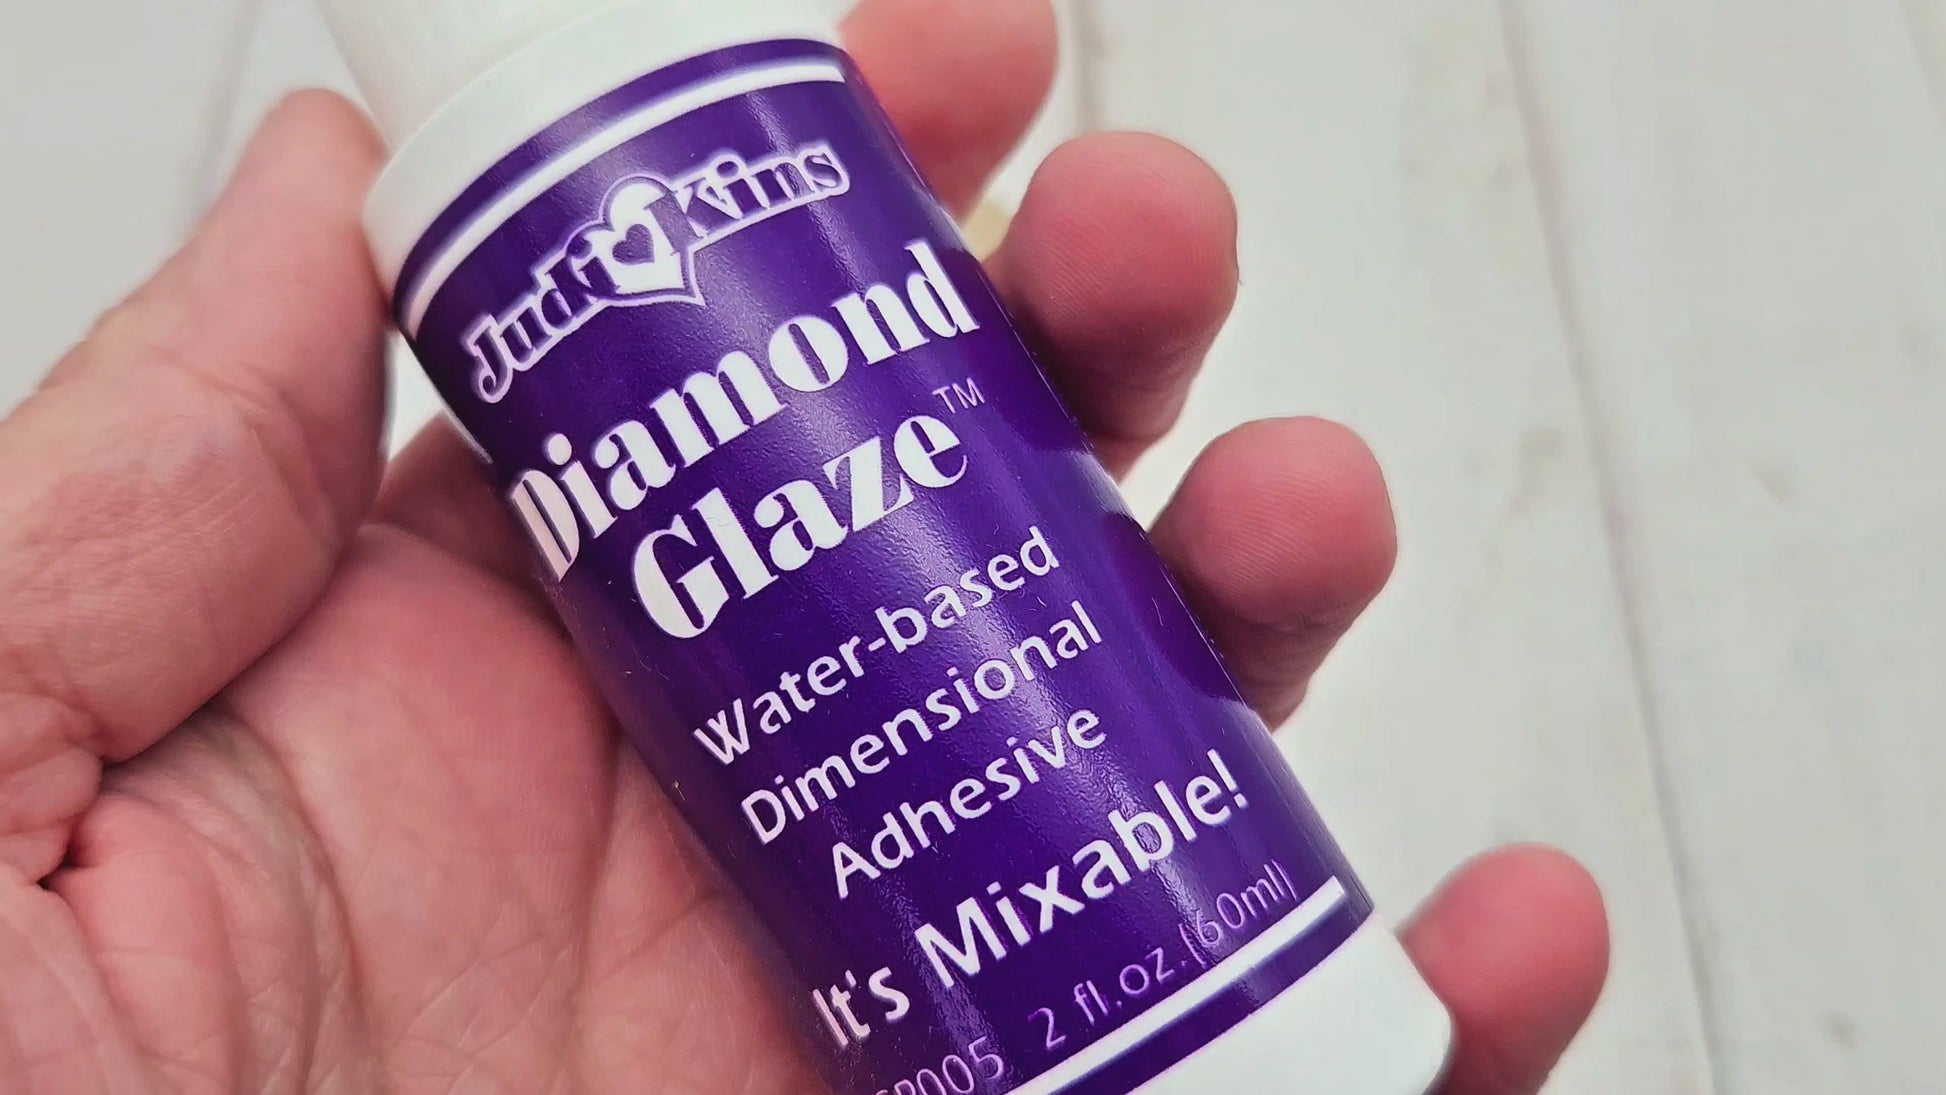 JudiKins
Diamond
Glaze™
Water-based
Dimensional
Adhesive
It's Mixable!
2 fl.oz.(60ml)